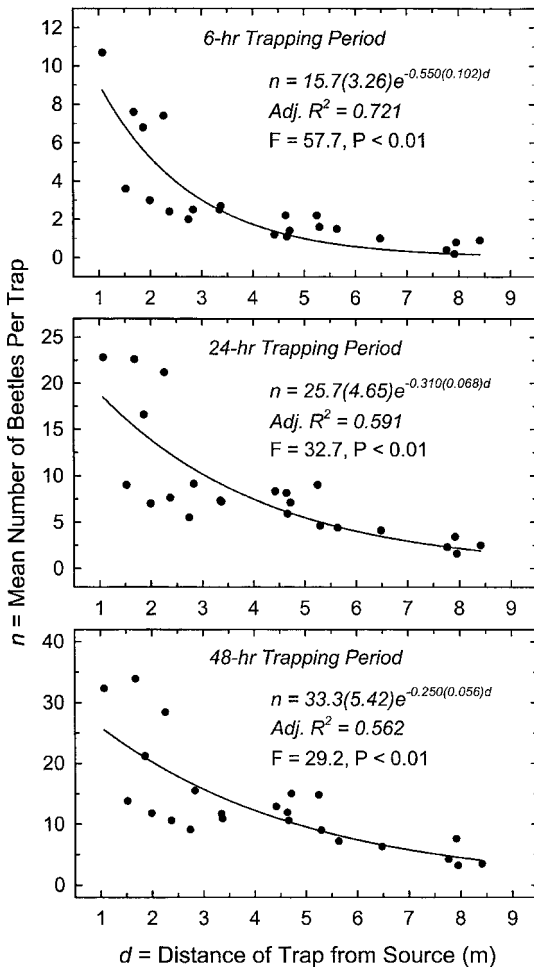 n = Mean Number of Beetles Per Trap
6-hr Trapping Period
n = 15.7(3.26)e^-0.550(0.102)d
Adj. R² = 0.721
F = 57.7, P < 0.01
12
10
8
6
4
2
0
1 2 3 4 5 6 7 8 9
24-hr Trapping Period
n = 25.7(4.65)e^-0.310(0.068)d
Adj. R² = 0.591
F = 32.7, P < 0.01
25
20
15
10
5
0
1 2 3 4 5 6 7 8 9
48-hr Trapping Period
n = 33.3(5.42)e^-0.250(0.056)d
Adj. R² = 0.562
F = 29.2, P < 0.01
40
30
20
10
0
1 2 3 4 5 6 7 8 9
d = Distance of Trap from Source (m)